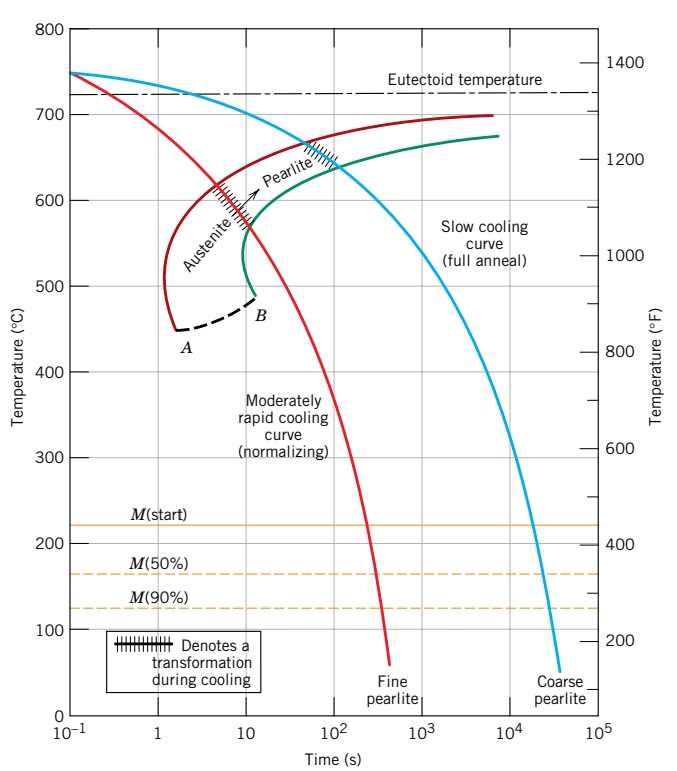 800
700
600
500
400
300
200
100
0
Temperature (°C)
1400
1200
1000
800
600
400
200
Temperature (°F)
Eutectoid temperature
Pearlite
Austenite
Slow cooling
curve
(full anneal)
B
A
Moderately
rapid cooling
curve
(normalizing)
M(start)
M(50%)
M(90%)
Denotes a
transformation
during cooling
Fine
pearlite
Coarse
pearlite
10⁻¹
1
10
10²
10³
10⁴
10⁵
Time (s)